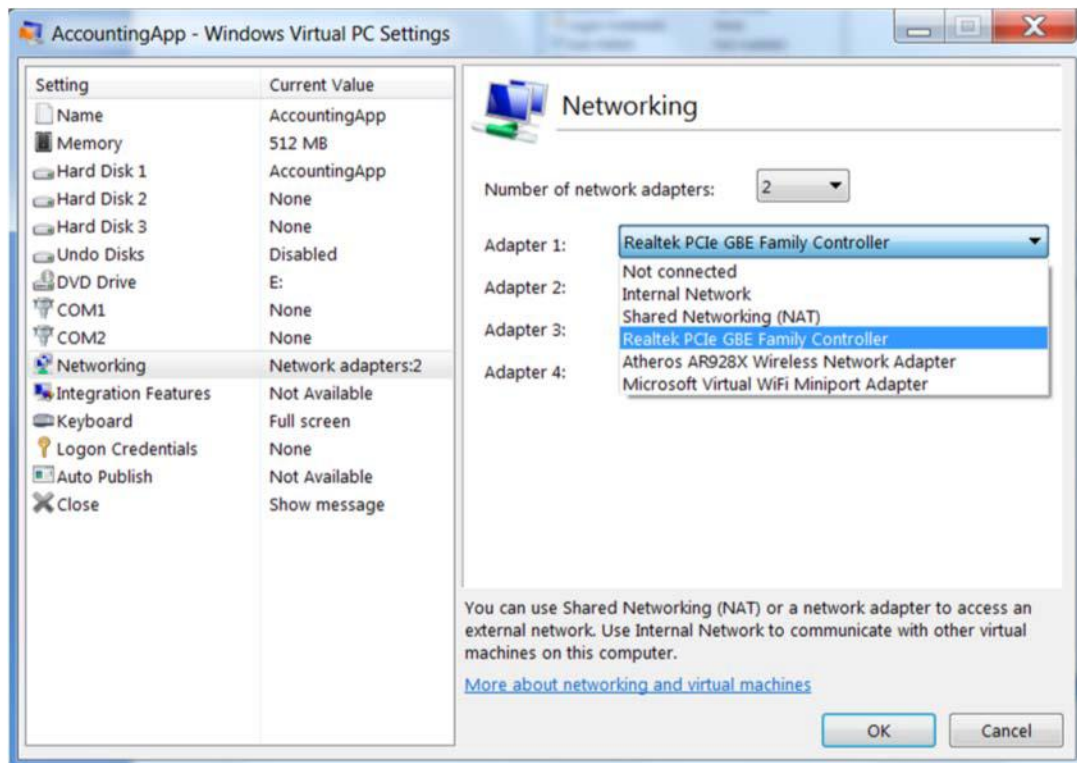 AccountingApp - Windows Virtual PC Settings
Setting Current Value
Name AccountingApp
Memory 512 MB
Hard Disk 1 AccountingApp
Hard Disk 2 None
Hard Disk 3 None
Undo Disks Disabled
DVD Drive E:
COM1 None
COM2 None
Networking Network adapters:2
Integration Features Not Available
Keyboard Full screen
Logon Credentials None
Auto Publish Not Available
Close Show message
Networking
Number of network adapters: 2
Adapter 1: Realtek PCIe GBE Family Controller
Not connected
Adapter 2: Internal Network
Shared Networking (NAT)
Adapter 3: Realtek PCIe GBE Family Controller
Atheros AR928X Wireless Network Adapter
Adapter 4: Microsoft Virtual WiFi Miniport Adapter
You can use Shared Networking (NAT) or a network adapter to access an
external network. Use Internal Network to communicate with other virtual
machines on this computer.
More about networking and virtual machines
OK Cancel